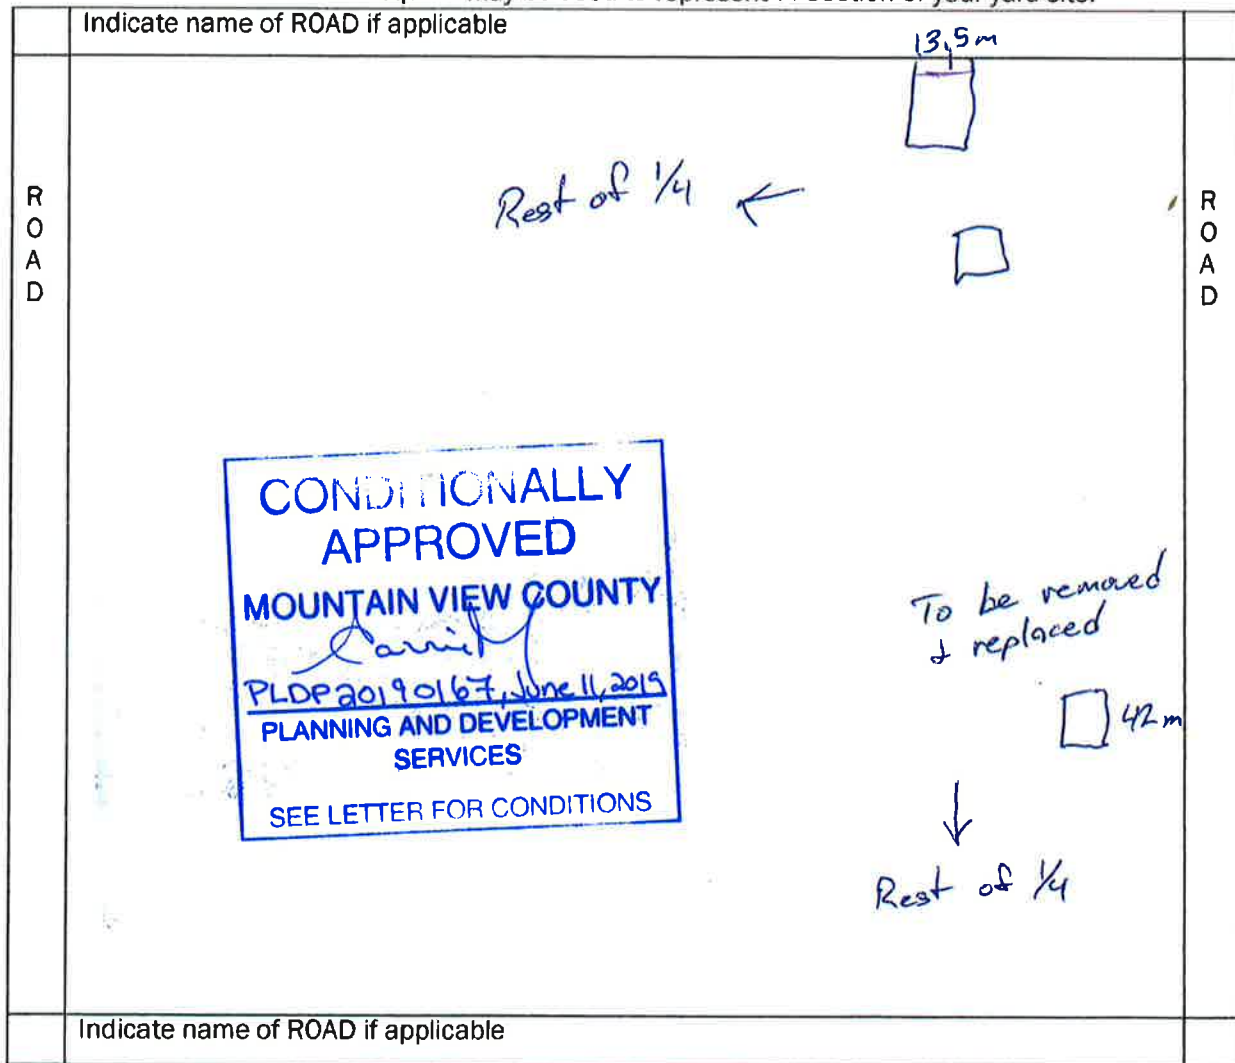 Indicate name of ROAD if applicable
13,5m
Rest of 1/4 ←
ROAD
ROAD
CONDITIONALLY
APPROVED
MOUNTAIN VIEW COUNTY
PLDP20190167, June 11, 2019
PLANNING AND DEVELOPMENT
SERVICES
SEE LETTER FOR CONDITIONS
To be removed
& replaced
42m
↓
Rest of 1/4
Indicate name of ROAD if applicable